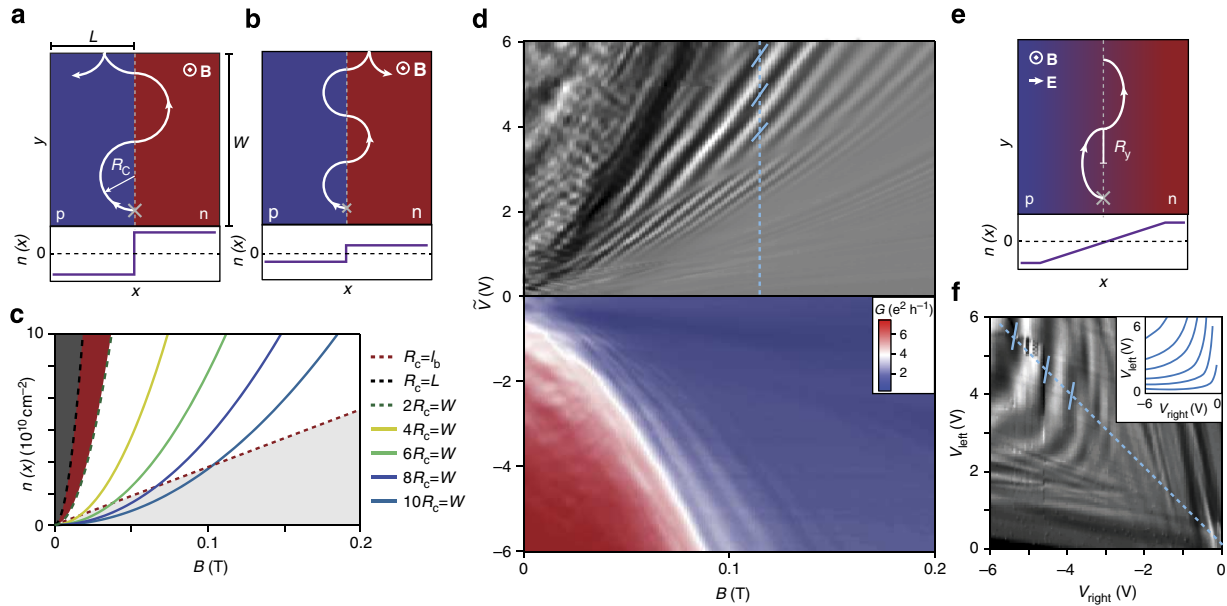 a
L
⊙ B
y
W
R_C
p
n
n (x)
0
x
b
⊙ B
n (x)
0
x
c
n (x) (10^10 cm^−2)
10
5
0
0
0.1
0.2
B (T)
R_c=l_b
R_c=L
2R_c=W
4R_c=W
6R_c=W
8R_c=W
10R_c=W
d
Ṽ (V)
6
4
2
0
−2
−4
−6
G (e^2 h^−1)
6
4
2
0
0.1
0.2
B (T)
e
⊙ B
→ E
y
R_y
p
n
n (x)
0
x
f
V_left (V)
6
4
2
0
−6
−4
−2
0
V_right (V)
V_left (V)
6
4
2
0
−6
0
V_right (V)